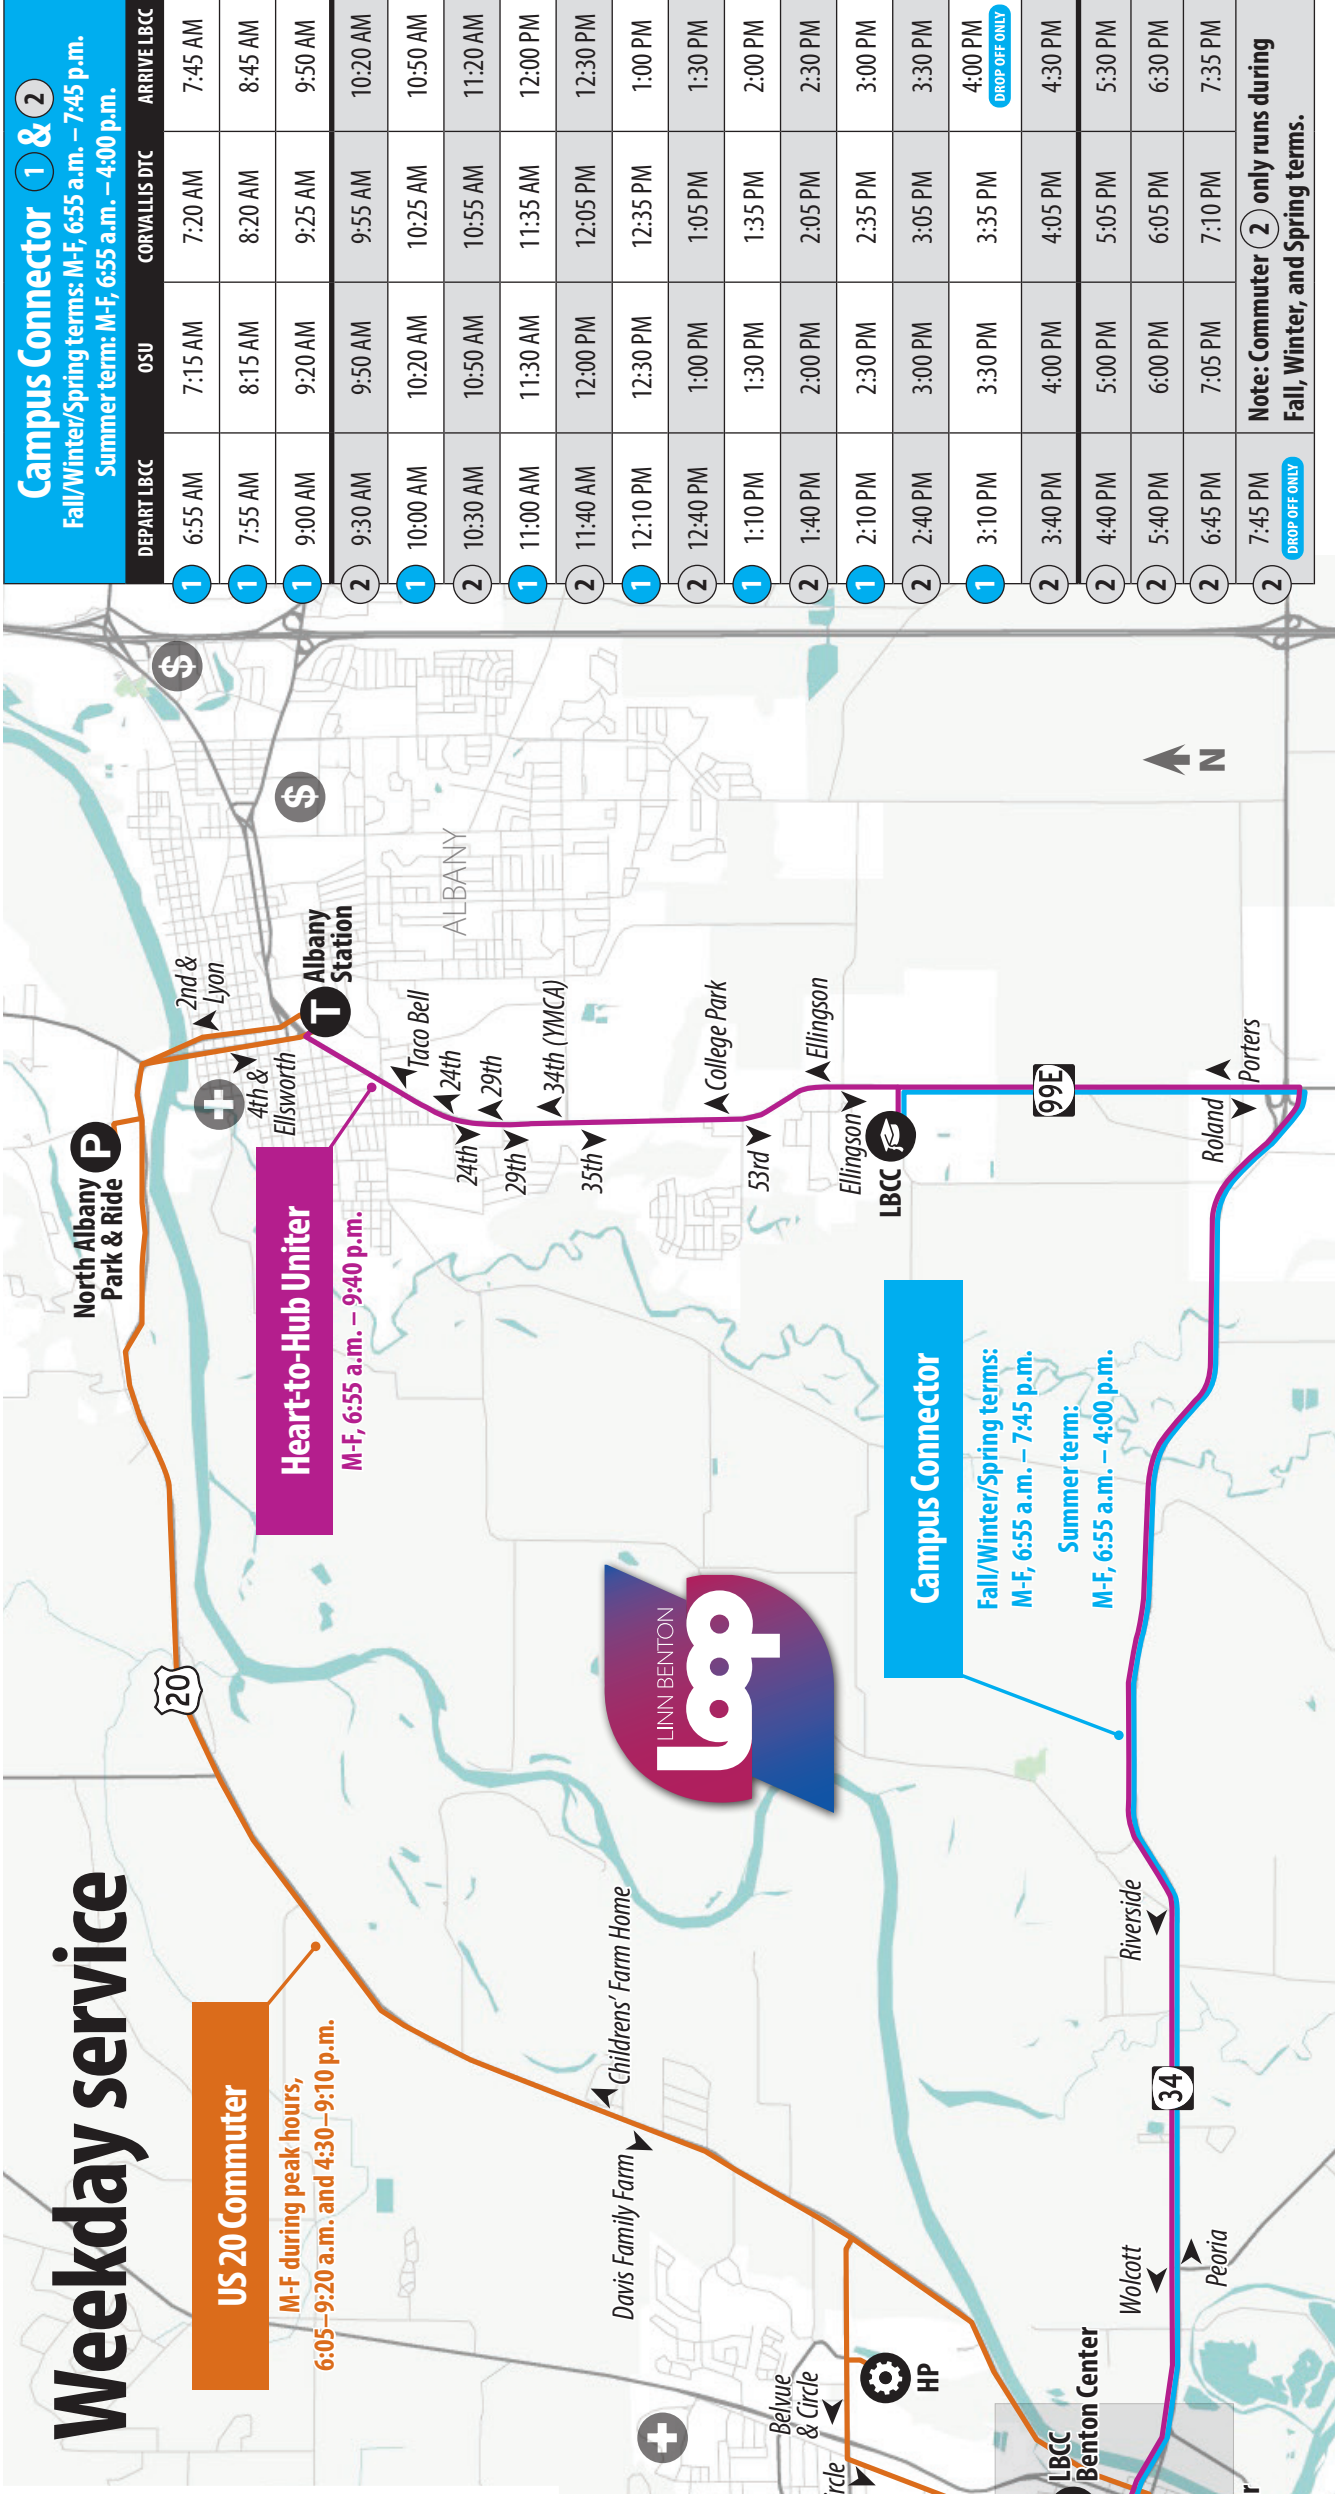 Weekday service
US 20 Commuter
M-F during peak hours,
6:05–9:20 a.m. and 4:30–9:10 p.m.
20
North Albany
Park & Ride
P
2nd &
Lyon
4th &
Ellsworth
Albany
Station
T
$
$
ALBANY
Heart-to-Hub Uniter
M-F, 6:55 a.m. – 9:40 p.m.
Taco Bell
24th
24th
29th
29th
34th (YMCA)
35th
College Park
53rd
Ellingson
Ellingson
LBCC
99E
Roland
Porters
N
LINN BENTON
Loop
Campus Connector
Fall/Winter/Spring terms:
M-F, 6:55 a.m. – 7:45 p.m.
Summer term:
M-F, 6:55 a.m. – 4:00 p.m.
Childrens’ Farm Home
Davis Family Farm
Riverside
34
Wolcott
Peoria
Belvue
& Circle
HP
rcle
LBCC
Benton Center
r
Campus Connector 1 & 2
Fall/Winter/Spring terms: M-F, 6:55 a.m. – 7:45 p.m.
Summer term: M-F, 6:55 a.m. – 4:00 p.m.
DEPART LBCC OSU CORVALLIS DTC ARRIVE LBCC
1 6:55 AM 7:15 AM 7:20 AM 7:45 AM
1 7:55 AM 8:15 AM 8:20 AM 8:45 AM
1 9:00 AM 9:20 AM 9:25 AM 9:50 AM
2 9:30 AM 9:50 AM 9:55 AM 10:20 AM
1 10:00 AM 10:20 AM 10:25 AM 10:50 AM
2 10:30 AM 10:50 AM 10:55 AM 11:20 AM
1 11:00 AM 11:30 AM 11:35 AM 12:00 PM
2 11:40 AM 12:00 PM 12:05 PM 12:30 PM
1 12:10 PM 12:30 PM 12:35 PM 1:00 PM
2 12:40 PM 1:00 PM 1:05 PM 1:30 PM
1 1:10 PM 1:30 PM 1:35 PM 2:00 PM
2 1:40 PM 2:00 PM 2:05 PM 2:30 PM
1 2:10 PM 2:30 PM 2:35 PM 3:00 PM
2 2:40 PM 3:00 PM 3:05 PM 3:30 PM
1 3:10 PM 3:30 PM 3:35 PM 4:00 PM
DROP OFF ONLY
2 3:40 PM 4:00 PM 4:05 PM 4:30 PM
2 4:40 PM 5:00 PM 5:05 PM 5:30 PM
2 5:40 PM 6:00 PM 6:05 PM 6:30 PM
2 6:45 PM 7:05 PM 7:10 PM 7:35 PM
2 7:45 PM
DROP OFF ONLY
Note: Commuter 2 only runs during
Fall, Winter, and Spring terms.